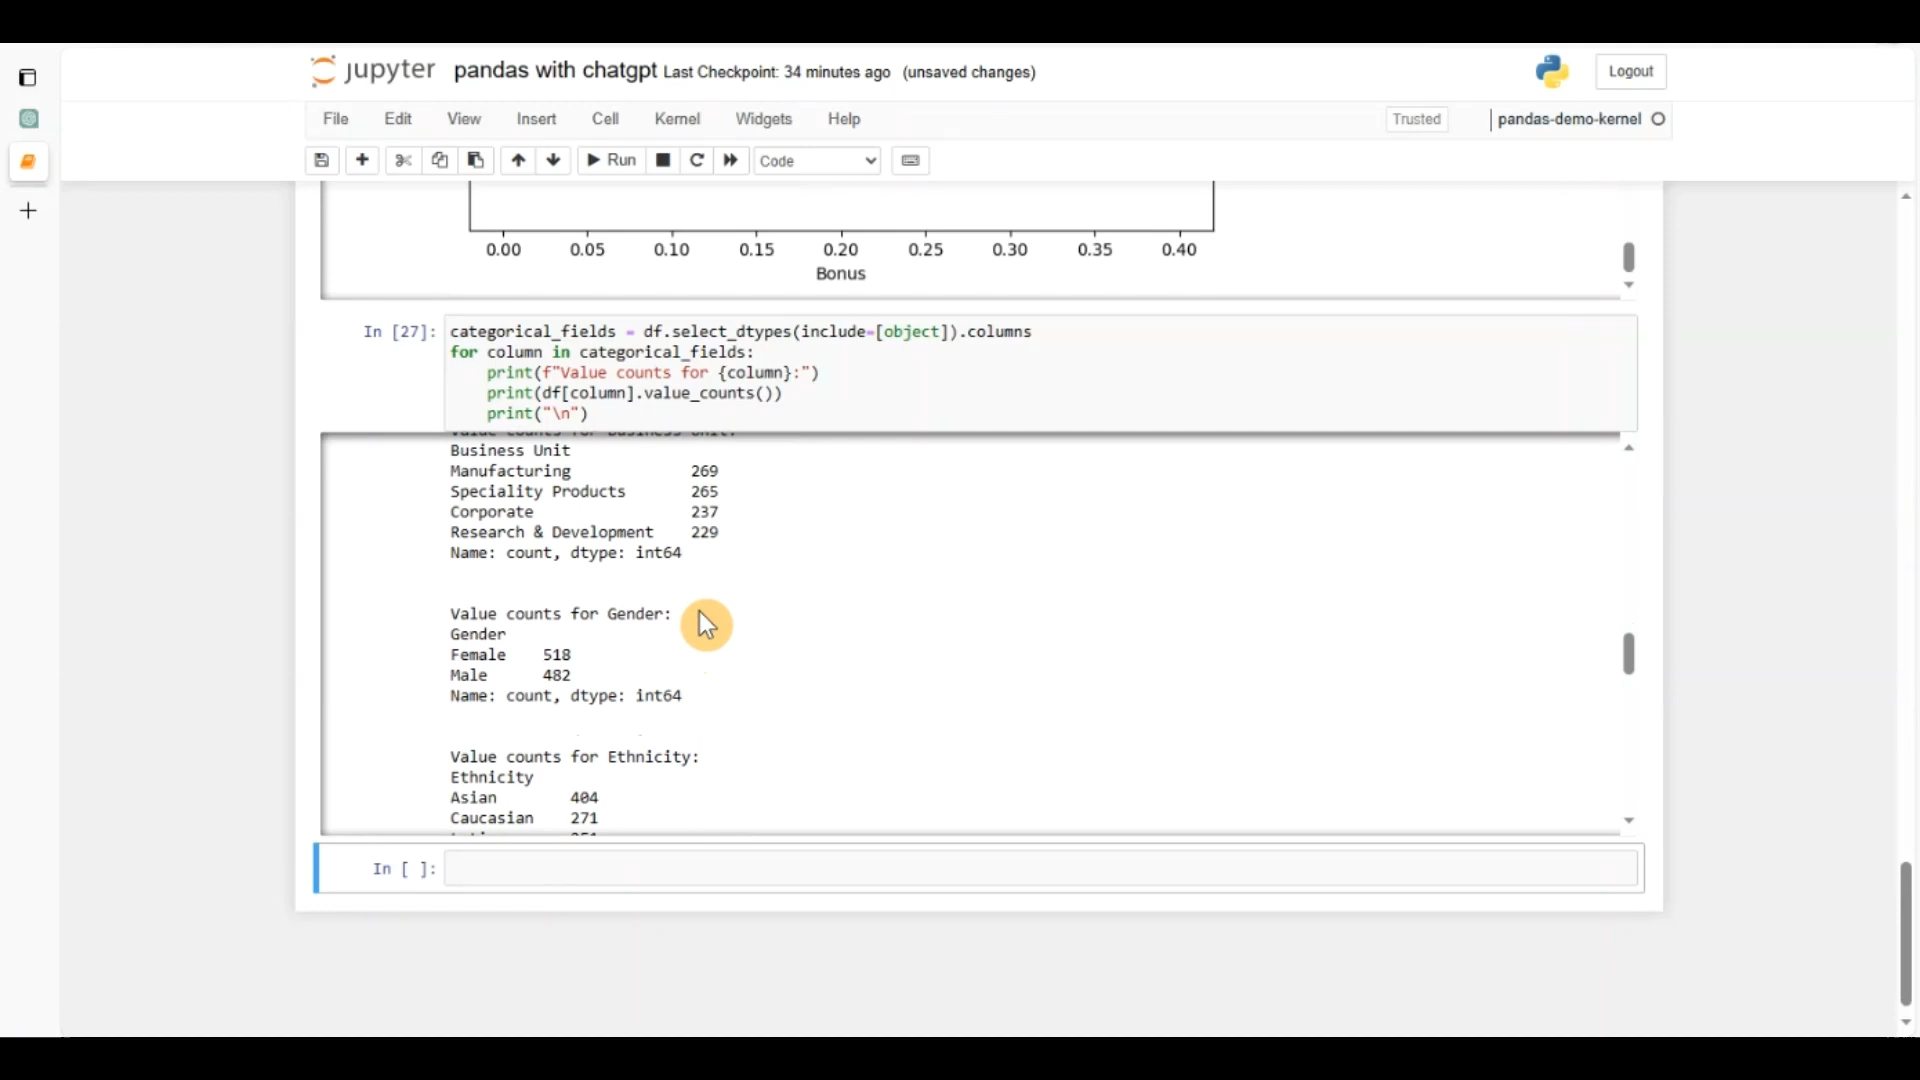 jupyter pandas with chatgpt Last Checkpoint: 34 minutes ago (unsaved changes)
Logout
File Edit View Insert Cell Kernel Widgets Help
Trusted pandas-demo-kernel
Run Code
0.00 0.05 0.10 0.15 0.20 0.25 0.30 0.35 0.40
Bonus
In [27]: categorical_fields = df.select_dtypes(include=[object]).columns
for column in categorical_fields:
print(f"Value counts for {column}:")
print(df[column].value_counts())
print("\n")
Value counts for Business Unit:
Business Unit
Manufacturing 269
Speciality Products 265
Corporate 237
Research & Development 229
Name: count, dtype: int64
Value counts for Gender:
Gender
Female 518
Male 482
Name: count, dtype: int64
Value counts for Ethnicity:
Ethnicity
Asian 404
Caucasian 271
In [ ]: